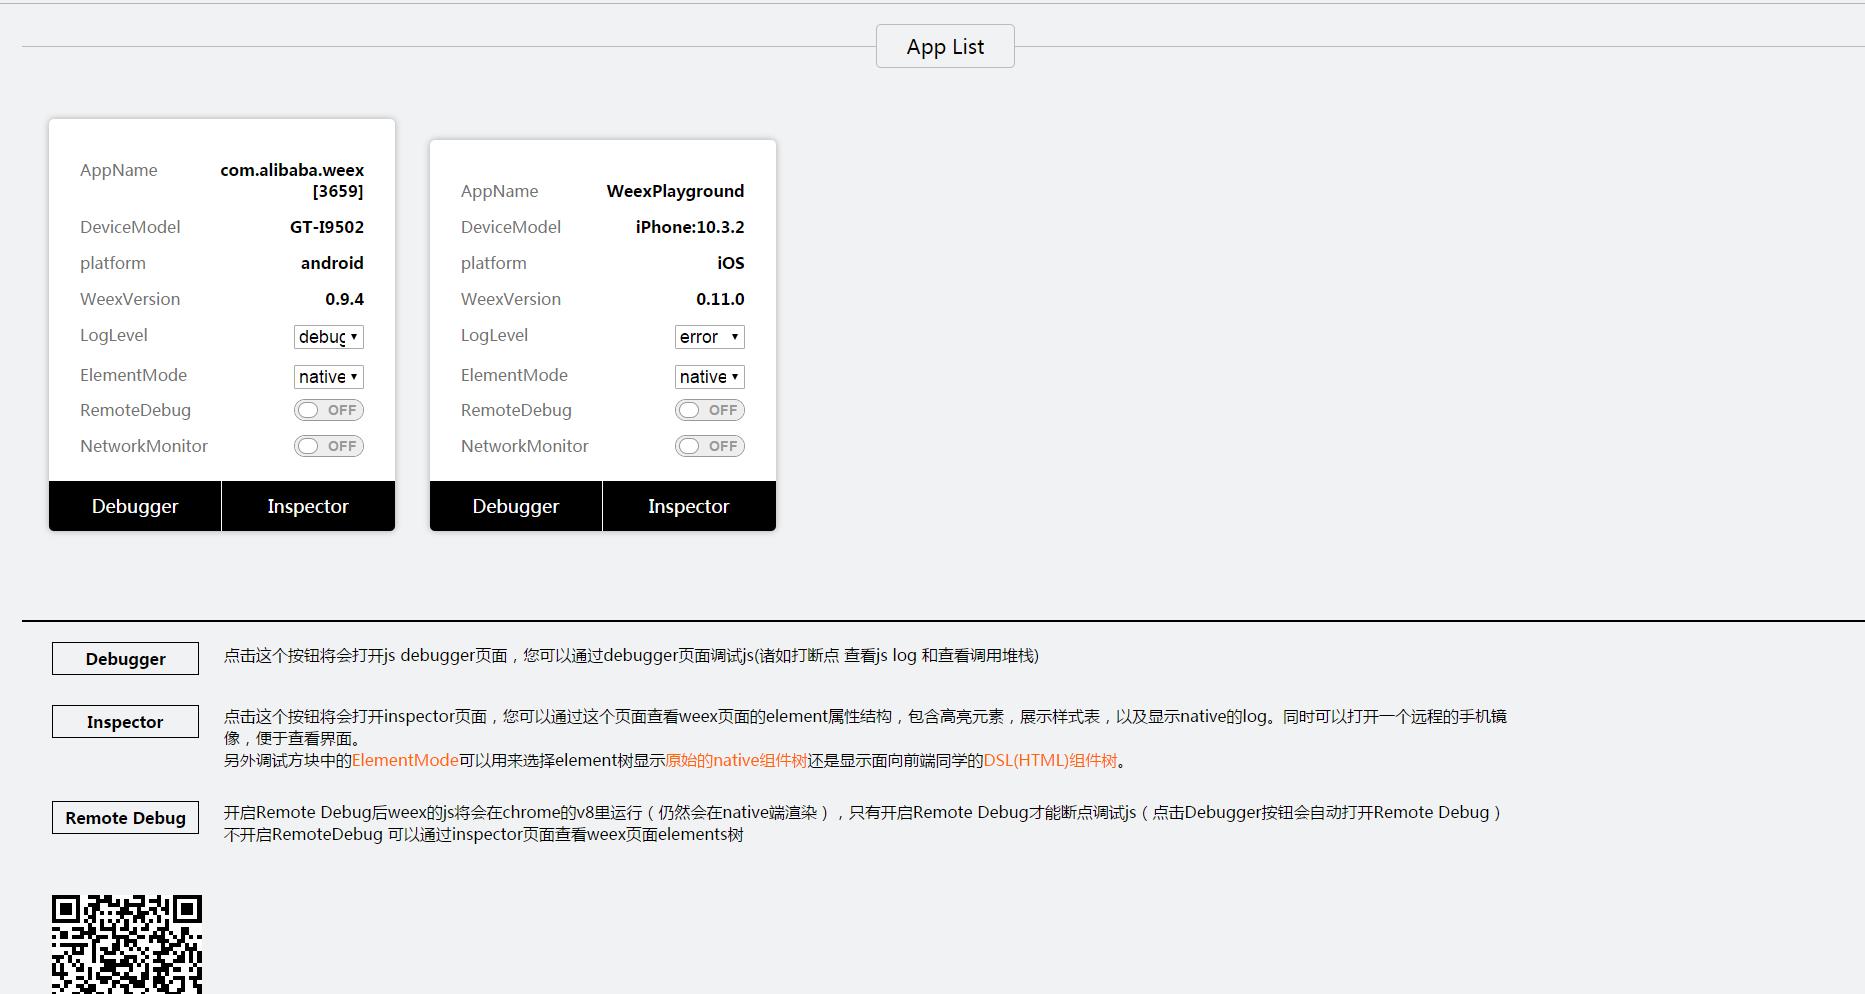 App List
AppName com.alibaba.weex
[3659]
DeviceModel GT-I9502
platform android
WeexVersion 0.9.4
LogLevel debug
ElementMode native
RemoteDebug OFF
NetworkMonitor OFF
Debugger Inspector
AppName WeexPlayground
DeviceModel iPhone:10.3.2
platform iOS
WeexVersion 0.11.0
LogLevel error
ElementMode native
RemoteDebug OFF
NetworkMonitor OFF
Debugger Inspector
Debugger 点击这个按钮将会打开js debugger页面，您可以通过debugger页面调试js(诸如打断点 查看js log 和查看调用堆栈)
Inspector 点击这个按钮将会打开inspector页面，您可以通过这个页面查看weex页面的element属性结构，包含高亮元素，展示样式表，以及显示native的log。同时可以打开一个远程的手机镜
像，便于查看界面。
另外调试方块中的ElementMode可以用来选择element树显示原始的native组件树还是显示面向前端同学的DSL(HTML)组件树。
Remote Debug 开启Remote Debug后weex的js将会在chrome的v8里运行（仍然会在native端渲染），只有开启Remote Debug才能断点调试js（点击Debugger按钮会自动打开Remote Debug）
不开启RemoteDebug 可以通过inspector页面查看weex页面elements树